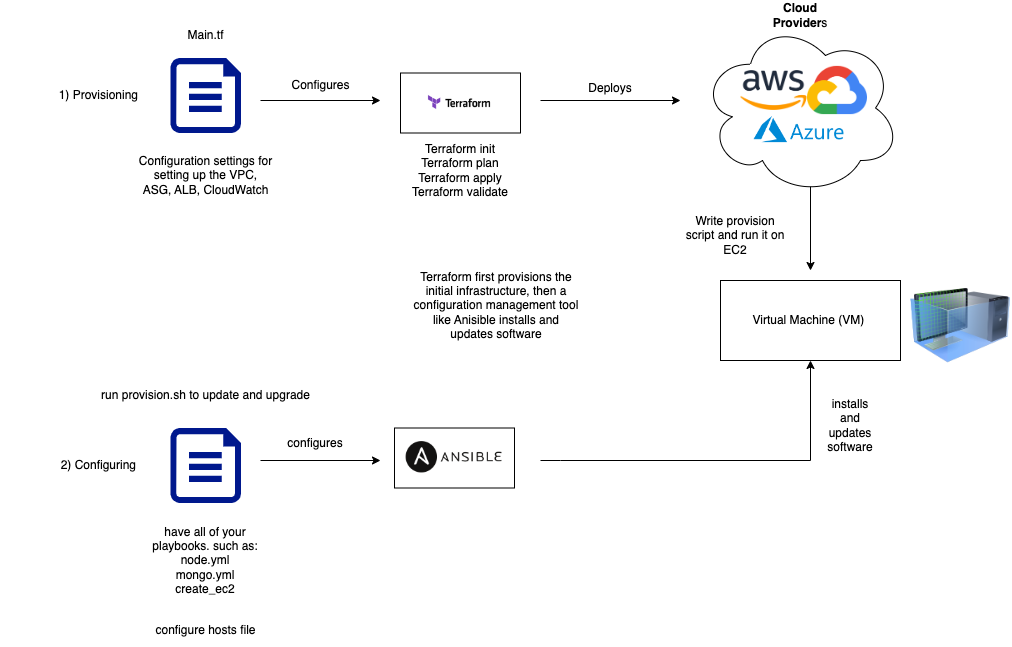 Cloud
Providers
Main.tf
1) Provisioning
Configures
Terraform
Deploys
aws
Azure
Configuration settings for
setting up the VPC,
ASG, ALB, CloudWatch
Terraform init
Terraform plan
Terraform apply
Terraform validate
Write provision
script and run it on
EC2
Terraform first provisions the
initial infrastructure, then a
configuration management tool
like Anisible installs and
updates software
Virtual Machine (VM)
run provision.sh to update and upgrade
2) Configuring
configures
ANSIBLE
installs
and
updates
software
have all of your
playbooks. such as:
node.yml
mongo.yml
create_ec2
configure hosts file